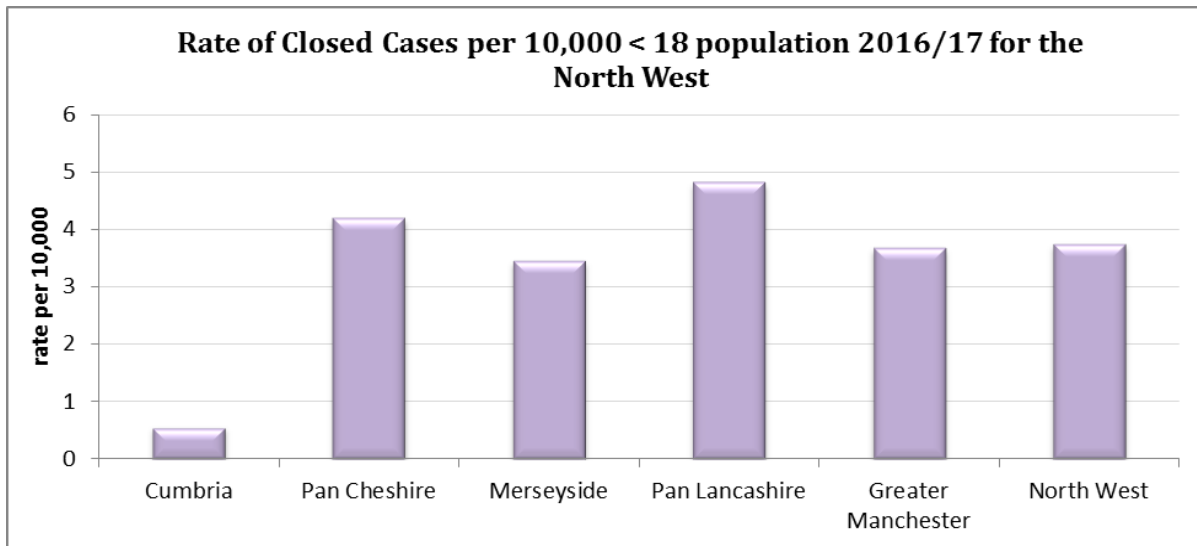 Rate of Closed Cases per 10,000 < 18 population 2016/17 for the
North West
6
5
4
3
2
1
0
rate per 10,000
Cumbria
Pan Cheshire
Merseyside
Pan Lancashire
Greater
Manchester
North West